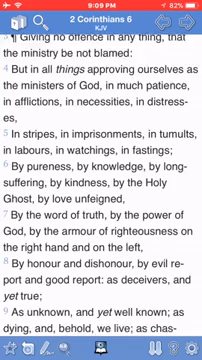 9:09 PM
2 Corinthians 6
KJV
3 ¶ Giving no offence in any thing, that
the ministry be not blamed:
4 But in all things approving ourselves as
the ministers of God, in much patience,
in afflictions, in necessities, in distress-
es,
5 In stripes, in imprisonments, in tumults,
in labours, in watchings, in fastings;
6 By pureness, by knowledge, by long-
suffering, by kindness, by the Holy
Ghost, by love unfeigned,
7 By the word of truth, by the power of
God, by the armour of righteousness on
the right hand and on the left,
8 By honour and dishonour, by evil re-
port and good report: as deceivers, and
yet true;
9 As unknown, and yet well known; as
dying, and, behold, we live; as chas-